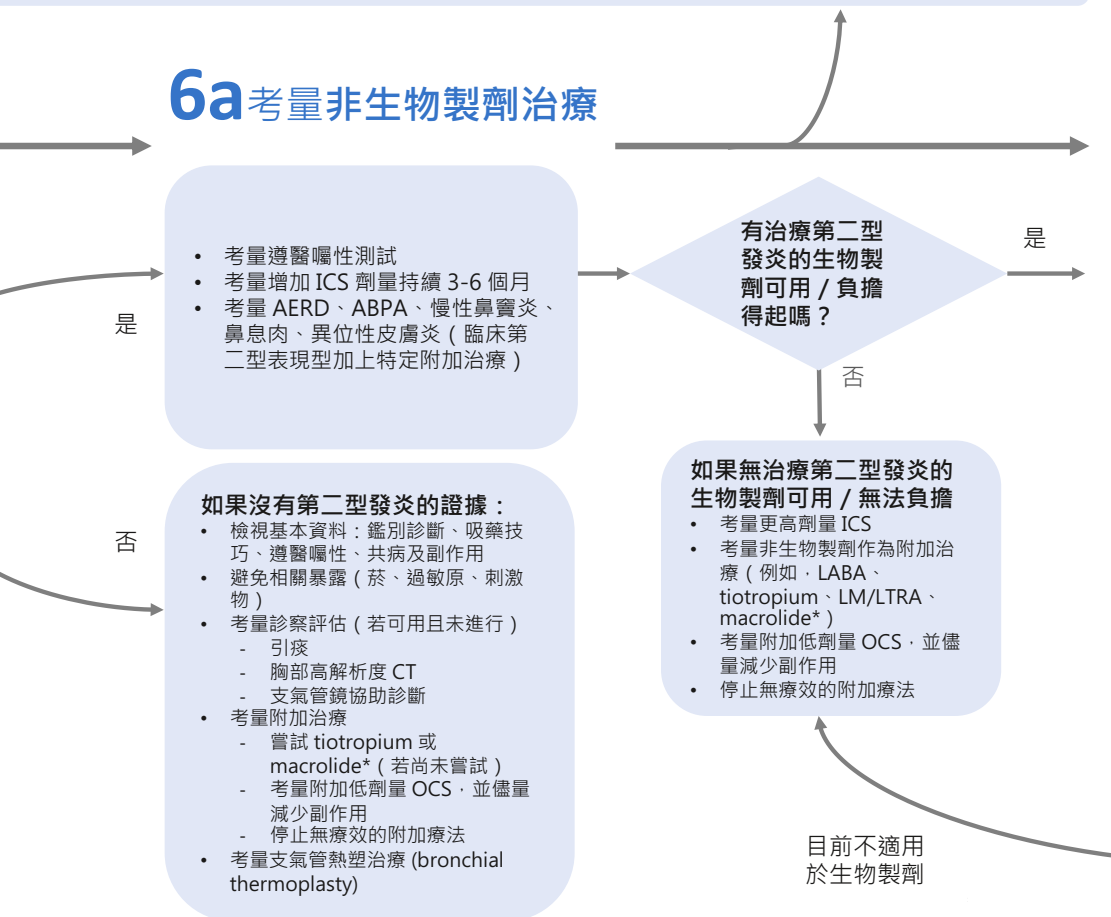 6a考量非生物製劑治療
是
• 考量遵醫囑性測試
• 考量增加 ICS 劑量持續 3-6 個月
• 考量 AERD、ABPA、慢性鼻竇炎、
鼻息肉、異位性皮膚炎（臨床第
二型表現型加上特定附加治療）
有治療第二型
發炎的生物製
劑可用 / 負擔
得起嗎？
是
否
否
如果沒有第二型發炎的證據：
• 檢視基本資料：鑑別診斷、吸藥技
巧、遵醫囑性、共病及副作用
• 避免相關暴露（菸、過敏原、刺激
物）
• 考量診察評估（若可用且未進行）
- 引痰
- 胸部高解析度 CT
- 支氣管鏡協助診斷
• 考量附加治療
- 嘗試 tiotropium 或
macrolide*（若尚未嘗試）
- 考量附加低劑量 OCS，並儘量
減少副作用
- 停止無療效的附加療法
• 考量支氣管熱塑治療 (bronchial
thermoplasty)
如果無治療第二型發炎的
生物製劑可用 / 無法負擔
• 考量更高劑量 ICS
• 考量非生物製劑作為附加治
療（例如，LABA、
tiotropium、LM/LTRA、
macrolide*）
• 考量附加低劑量 OCS，並儘
量減少副作用
• 停止無療效的附加療法
目前不適用
於生物製劑